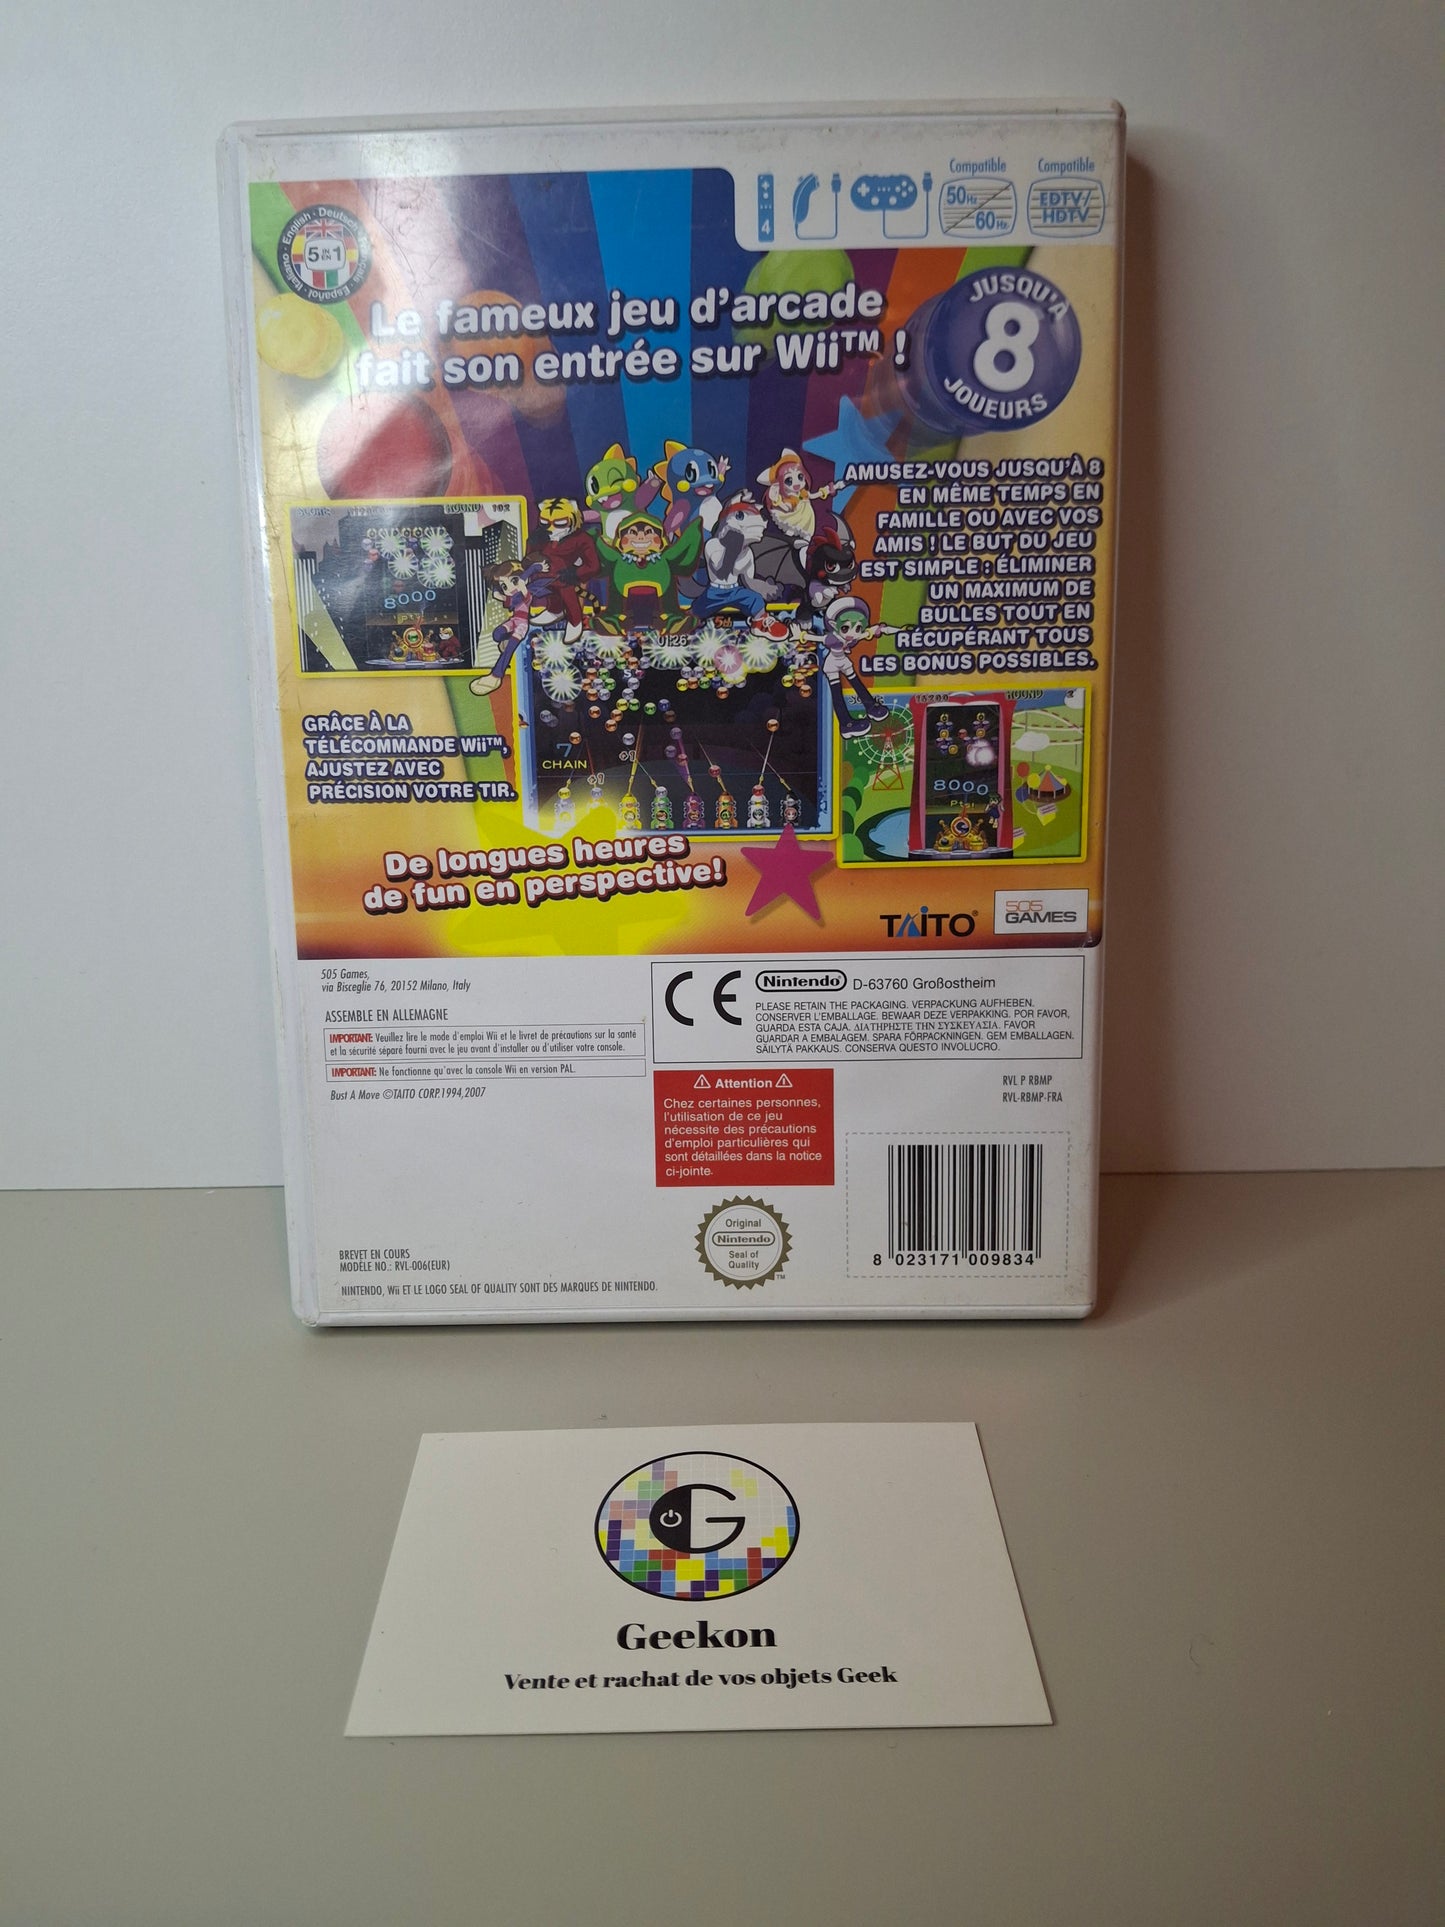 Compatible
50Hz
60Hz
Compatible
EDTV/
HDTV
4
English · Deutsch · Français · Español · Italiano
5 IN EN 1
Le fameux jeu d'arcade
fait son entrée sur Wii™ !
JUSQU'À
8
JOUEURS
AMUSEZ-VOUS JUSQU'À 8
EN MÊME TEMPS EN
FAMILLE OU AVEC VOS
AMIS ! LE BUT DU JEU
EST SIMPLE : ÉLIMINER
UN MAXIMUM DE
BULLES TOUT EN
RÉCUPÉRANT TOUS
LES BONUS POSSIBLES.
ROUND 102
8000
01:26
5th
7
CHAIN
+1
+1
ROUND
8000
Pts!
GRÂCE À LA
TÉLÉCOMMANDE Wii™,
AJUSTEZ AVEC
PRÉCISION VOTRE TIR.
De longues heures
de fun en perspective!
TAITO®
505
GAMES
505 Games,
via Bisceglie 76, 20152 Milano, Italy
ASSEMBLE EN ALLEMAGNE
IMPORTANT: Veuillez lire le mode d'emploi Wii et le livret de précautions sur la santé
et la sécurité séparé fourni avec le jeu avant d'installer ou d'utiliser votre console.
IMPORTANT: Ne fonctionne qu'avec la console Wii en version PAL.
Bust A Move ©TAITO CORP.1994,2007
CE
Nintendo® D-63760 Großostheim
PLEASE RETAIN THE PACKAGING. VERPACKUNG AUFHEBEN.
CONSERVER L'EMBALLAGE. BEWAAR DEZE VERPAKKING. POR FAVOR,
GUARDA ESTA CAJA. ΔΙΑΤΗΡΗΣΤΕ ΤΗΝ ΣΥΣΚΕΥΑΣΙΑ. FAVOR
GUARDAR A EMBALAGEM. SPARA FÖRPACKNINGEN. GEM EMBALLAGEN.
SÄILYTÄ PAKKAUS. CONSERVA QUESTO INVOLUCRO.
Attention
Chez certaines personnes,
l'utilisation de ce jeu
nécessite des précautions
d'emploi particulières qui
sont détaillées dans la notice
ci-jointe.
RVL P RBMP
RVL-RBMP-FRA
8 023171 009834
Original
Nintendo
Seal of
Quality
TM
BREVET EN COURS
MODÈLE NO.: RVL-006(EUR)
NINTENDO, Wii ET LE LOGO SEAL OF QUALITY SONT DES MARQUES DE NINTENDO.
G
Geekon
Vente et rachat de vos objets Geek